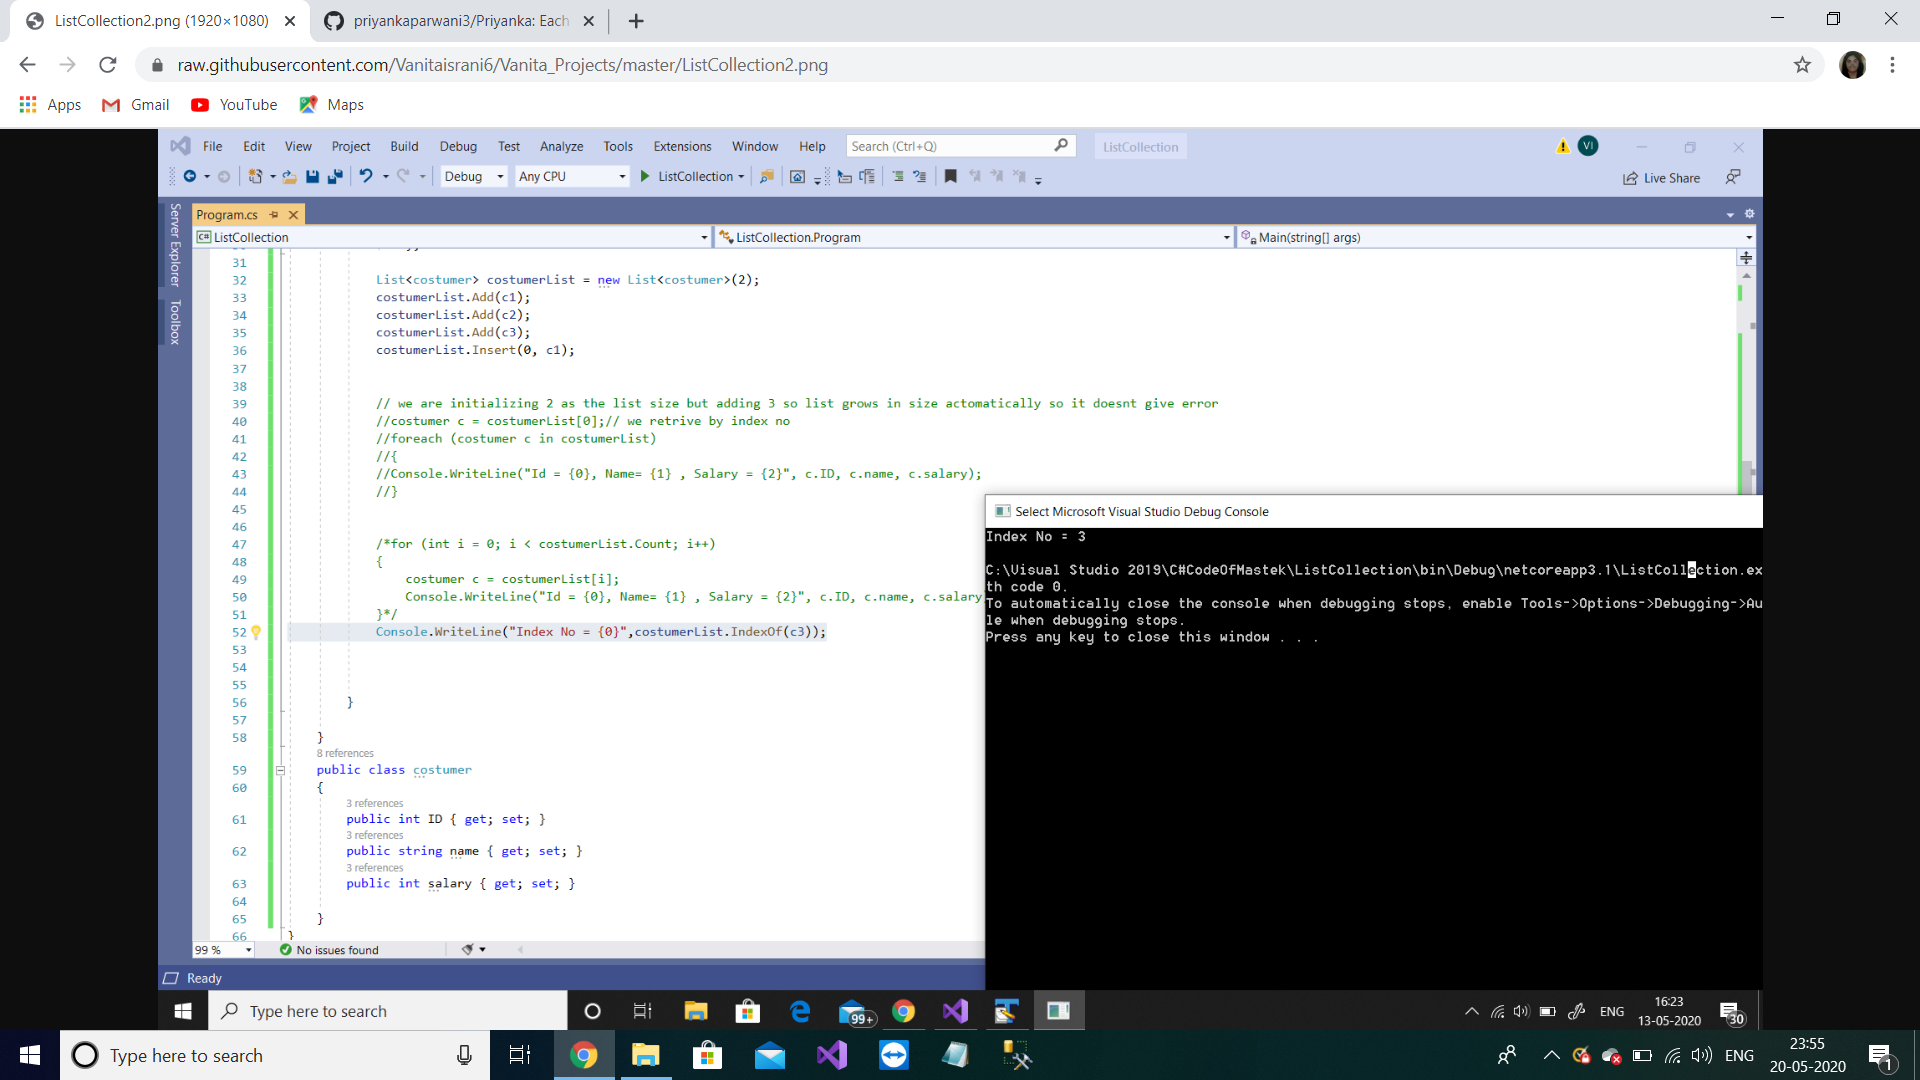 ListCollection2.png (1920×1080)
priyankaparwani3/Priyanka: Each
raw.githubusercontent.com/Vanitaisrani6/Vanita_Projects/master/ListCollection2.png
Apps Gmail YouTube Maps
File Edit View Project Build Debug Test Analyze Tools Extensions Window Help Search (Ctrl+Q) ListCollection VI
Debug Any CPU ListCollection Live Share
Server Explorer
Toolbox
Program.cs
ListCollection ListCollection.Program Main(string[] args)
31
32 List<costumer> costumerList = new List<costumer>(2);
33 costumerList.Add(c1);
34 costumerList.Add(c2);
35 costumerList.Add(c3);
36 costumerList.Insert(0, c1);
37
38
39 // we are initializing 2 as the list size but adding 3 so list grows in size actomatically so it doesnt give error
40 //costumer c = costumerList[0];// we retrive by index no
41 //foreach (costumer c in costumerList)
42 //{
43 //Console.WriteLine("Id = {0}, Name= {1} , Salary = {2}", c.ID, c.name, c.salary);
44 //}
45
46
47 /*for (int i = 0; i < costumerList.Count; i++)
48 {
49 costumer c = costumerList[i];
50 Console.WriteLine("Id = {0}, Name= {1} , Salary = {2}", c.ID, c.name, c.salary
51 }*/
52 Console.WriteLine("Index No = {0}",costumerList.IndexOf(c3));
53
54
55
56 }
57
58 }
8 references
59 public class costumer
60 {
3 references
61 public int ID { get; set; }
3 references
62 public string name { get; set; }
3 references
63 public int salary { get; set; }
64
65 }
66 }
99 % No issues found
Ready
Select Microsoft Visual Studio Debug Console
Index No = 3
C:\Visual Studio 2019\C#CodeOfMastek\ListCollection\bin\Debug\netcoreapp3.1\ListCollection.ex
th code 0.
To automatically close the console when debugging stops, enable Tools->Options->Debugging->Au
le when debugging stops.
Press any key to close this window . . .
Type here to search 99+ ENG 16:23
13-05-2020 30
Type here to search ENG 23:55
20-05-2020 1